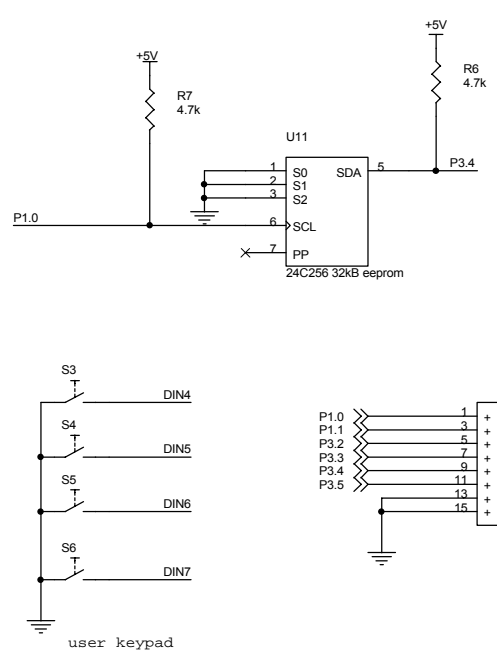 +5V
+5V
R6
4.7k
R7
4.7k
U11
1 S0 SDA 5 P3.4
2 S1
3 S2
P1.0 6 SCL
7 PP
24C256 32kB eeprom
S3
DIN4
S4
DIN5
S5
DIN6
S6
DIN7
user keypad
P1.0 1 +
P1.1 3 +
P3.2 5 +
P3.3 7 +
P3.4 9 +
P3.5 11 +
13 +
15 +